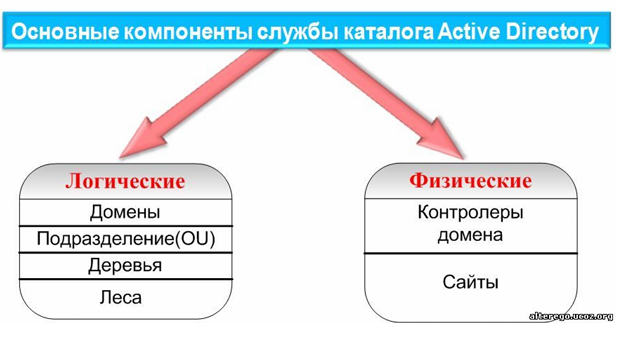 Основные компоненты службы каталога Active Directory
Логические
Домены
Подразделение(OU)
Деревья
Леса
Физические
Контролеры
домена
Сайты
alterego.ucoz.org